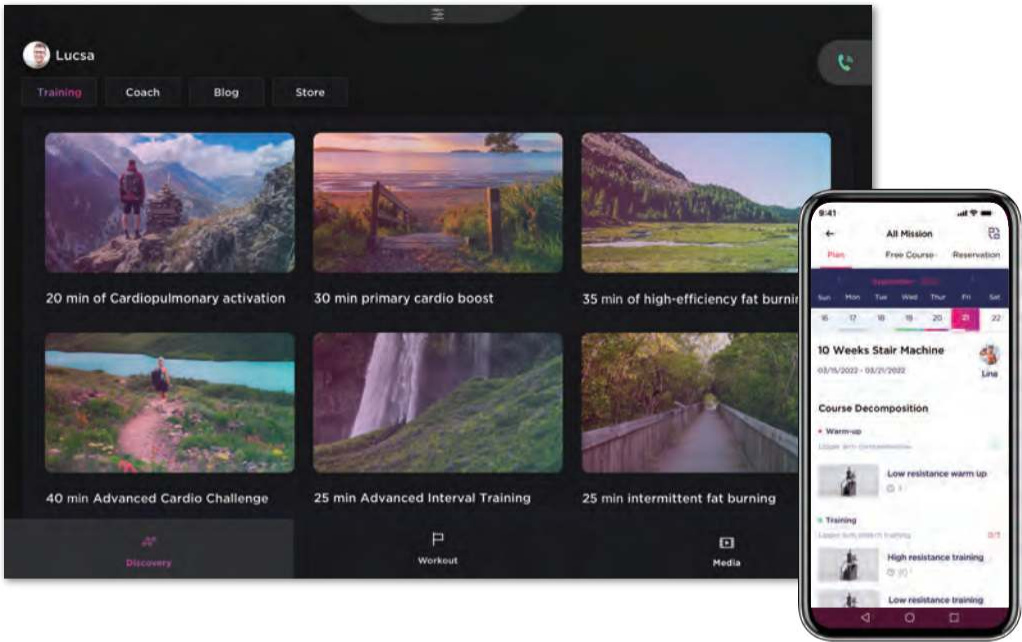 Lucsa
Training Coach Blog Store
20 min of Cardiopulmonary activation
30 min primary cardio boost
35 min of high-efficiency fat burnin
40 min Advanced Cardio Challenge
25 min Advanced Interval Training
25 min intermittent fat burning
Discovery
Workout
Media
9:41
All Mission
Plan Free Course Reservation
September
Sun Mon Tue Wed Thur Fri Sat
16 17 18 19 20 21 22
10 Weeks Stair Machine
03/15/2022 - 03/21/2022
Lina
Course Decomposition
Warm-up
Low resistance warm up
Training
High resistance training
Low resistance training